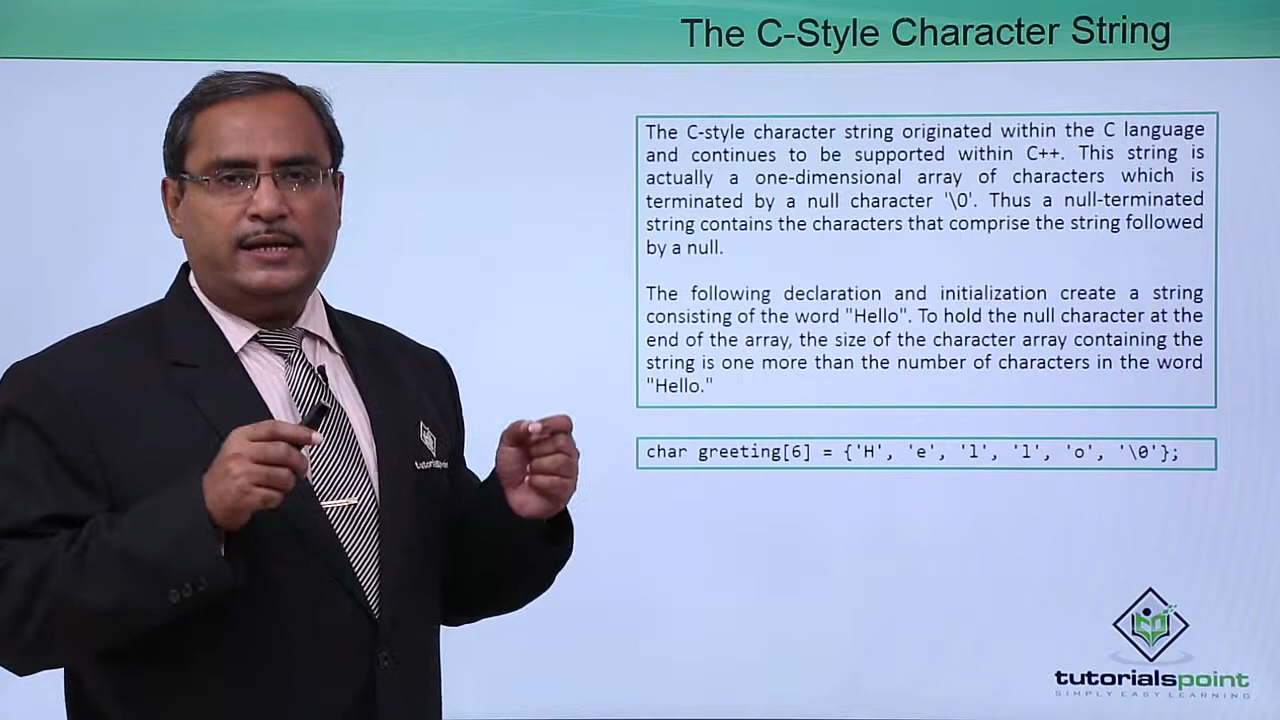 The C-Style Character String
The C-style character string originated within the C language
and continues to be supported within C++. This string is
actually a one-dimensional array of characters which is
terminated by a null character '\0'. Thus a null-terminated
string contains the characters that comprise the string followed
by a null.
The following declaration and initialization create a string
consisting of the word "Hello". To hold the null character at the
end of the array, the size of the character array containing the
string is one more than the number of characters in the word
"Hello."
char greeting[6] = {'H', 'e', 'l', 'l', 'o', '\0'};
tutorialspoint
tutorialspoint
SIMPLY EASY LEARNING